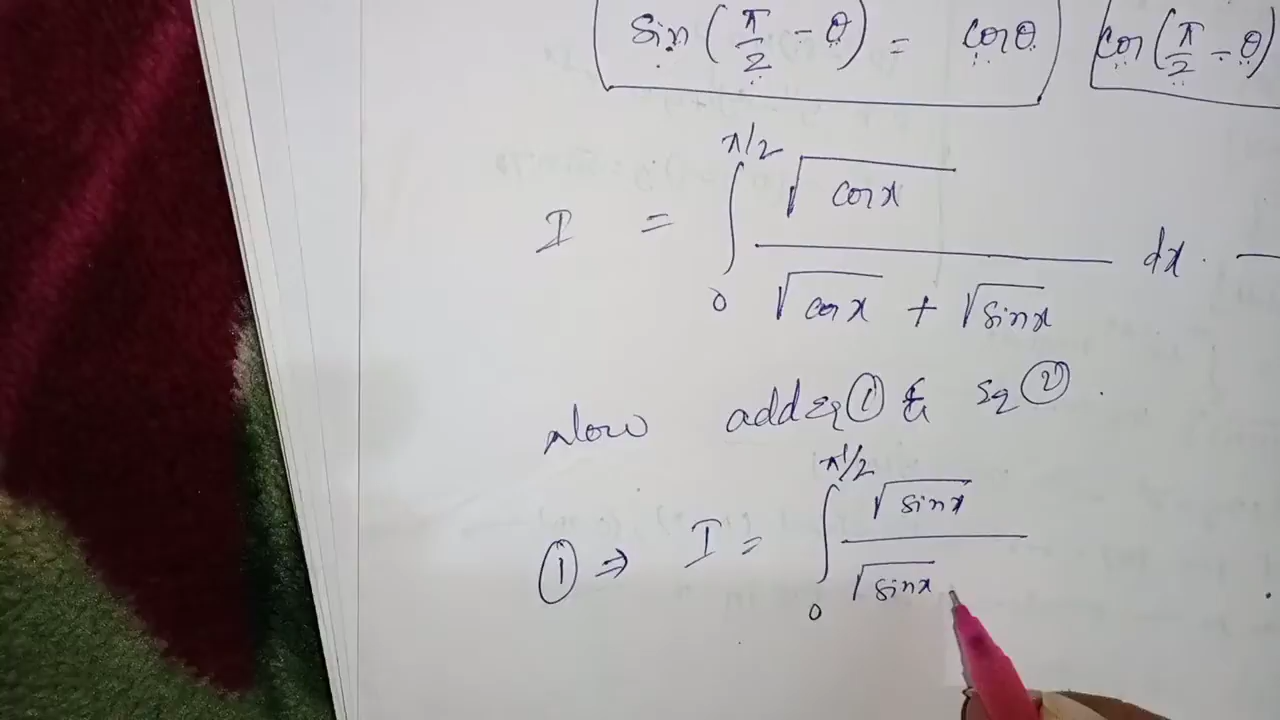 sin(π/2 - θ) = cosθ cos(π/2 - θ)
I = ∫₀^π/2 √cosx / √cosx + √sinx dx. —
Now add Eq ① & Eq ② .
① ⇒ I = ∫₀^π/2 √sinx / √sinx